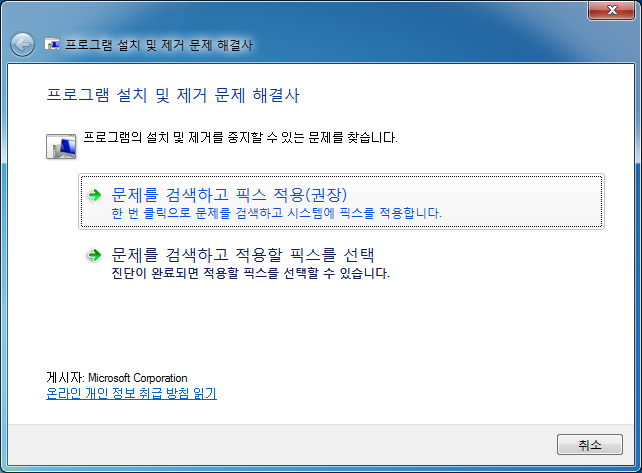 프로그램 설치 및 제거 문제 해결사
프로그램 설치 및 제거 문제 해결사
프로그램의 설치 및 제거를 중지할 수 있는 문제를 찾습니다.
문제를 검색하고 픽스 적용(권장)
한 번 클릭으로 문제를 검색하고 시스템에 픽스를 적용합니다.
문제를 검색하고 적용할 픽스를 선택
진단이 완료되면 적용할 픽스를 선택할 수 있습니다.
게시자: Microsoft Corporation
온라인 개인 정보 취급 방침 읽기
취소